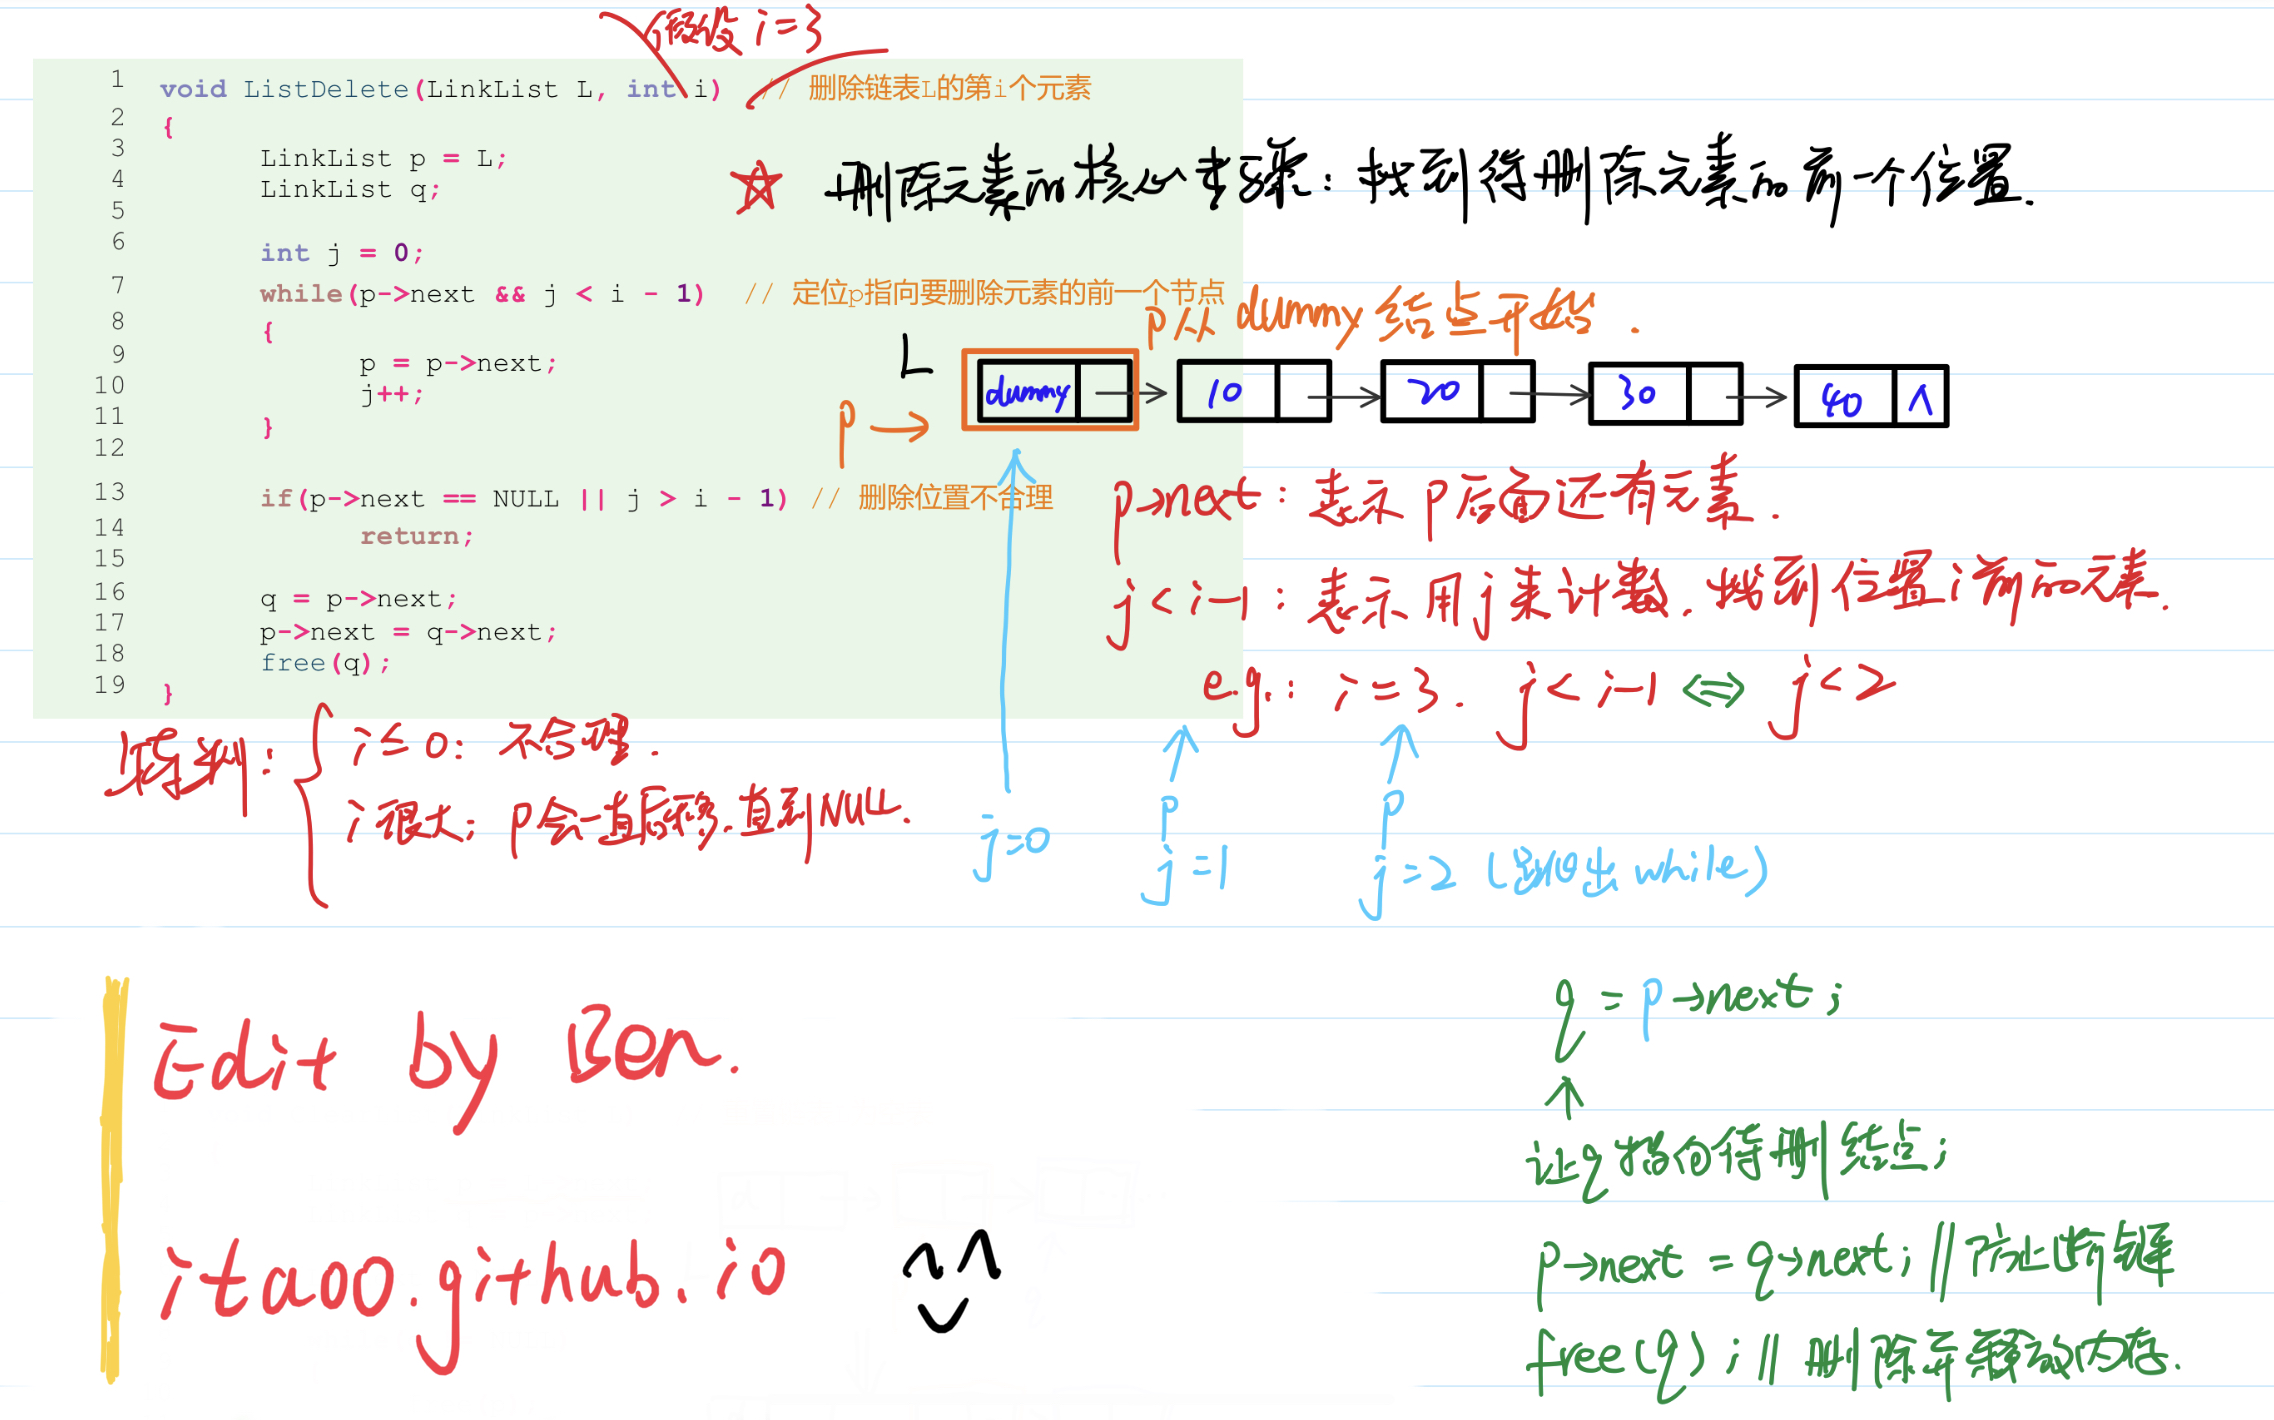 假设 i=3
1 void ListDelete(LinkList L, int i) // 删除链表L的第i个元素
2 {
3 LinkList p = L;
4 LinkList q;
5
6 int j = 0;
7 while(p->next && j < i - 1) // 定位p指向要删除元素的前一个节点
8 {
9 p = p->next;
10 j++;
11 }
12
13 if(p->next == NULL || j > i - 1) // 删除位置不合理
14 return;
15
16 q = p->next;
17 p->next = q->next;
18 free(q);
19 }
删除元素的核心步骤: 找到待删除元素的前一个位置.
p从dummy结点开始.
L
p→
dummy 10 20 30 40 ∧
p→next: 表示p后面还有元素.
j<i-1: 表示用j来计数. 找到位置i前的元素.
e.g.: i=3. j<i-1 ⇔ j<2
特判: i≤0: 不合理.
i很大: p会一直后移.直到NULL.
p p
j=0 j=1 j=2 (跳出while)
Edit by Ben.
itaoo.github.io
q = p→next;
↑
让q指向待删结点;
p→next = q→next; // 防止断链
free(q); // 删除并释放内存.